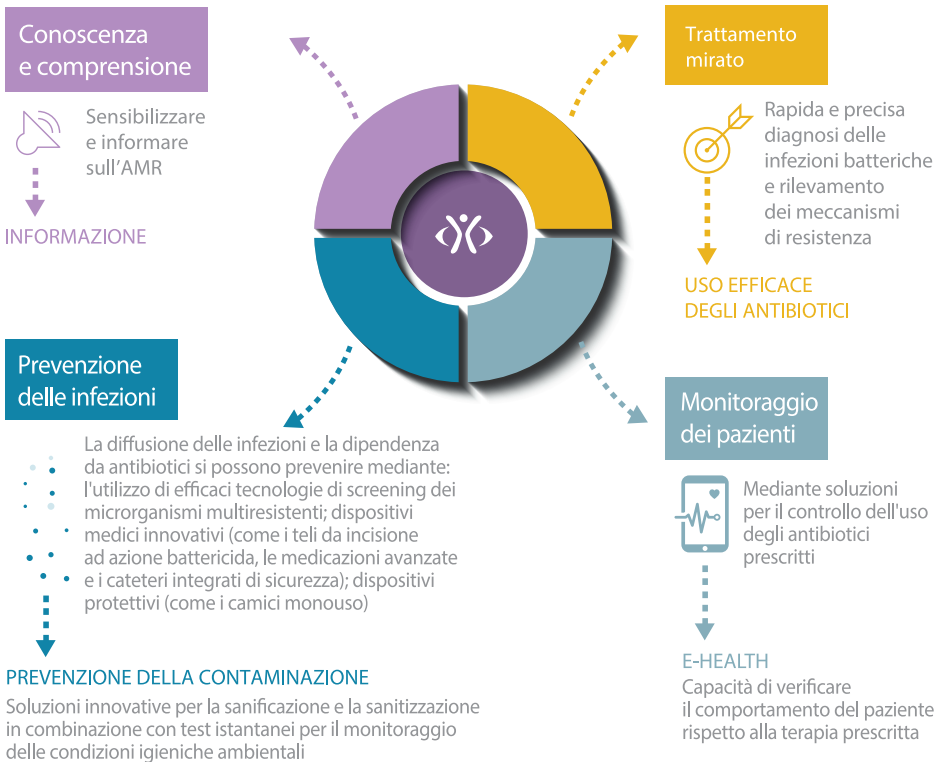 Conoscenza
e comprensione
Sensibilizzare
e informare
sull'AMR
INFORMAZIONE
Trattamento
mirato
Rapida e precisa
diagnosi delle
infezioni batteriche
e rilevamento
dei meccanismi
di resistenza
USO EFFICACE
DEGLI ANTIBIOTICI
Prevenzione
delle infezioni
La diffusione delle infezioni e la dipendenza
da antibiotici si possono prevenire mediante:
l'utilizzo di efficaci tecnologie di screening dei
microrganismi multiresistenti; dispositivi
medici innovativi (come i teli da incisione
ad azione battericida, le medicazioni avanzate
e i cateteri integrati di sicurezza); dispositivi
protettivi (come i camici monouso)
PREVENZIONE DELLA CONTAMINAZIONE
Soluzioni innovative per la sanificazione e la sanitizzazione
in combinazione con test istantanei per il monitoraggio
delle condizioni igieniche ambientali
Monitoraggio
dei pazienti
Mediante soluzioni
per il controllo dell'uso
degli antibiotici
prescritti
E-HEALTH
Capacità di verificare
il comportamento del paziente
rispetto alla terapia prescritta